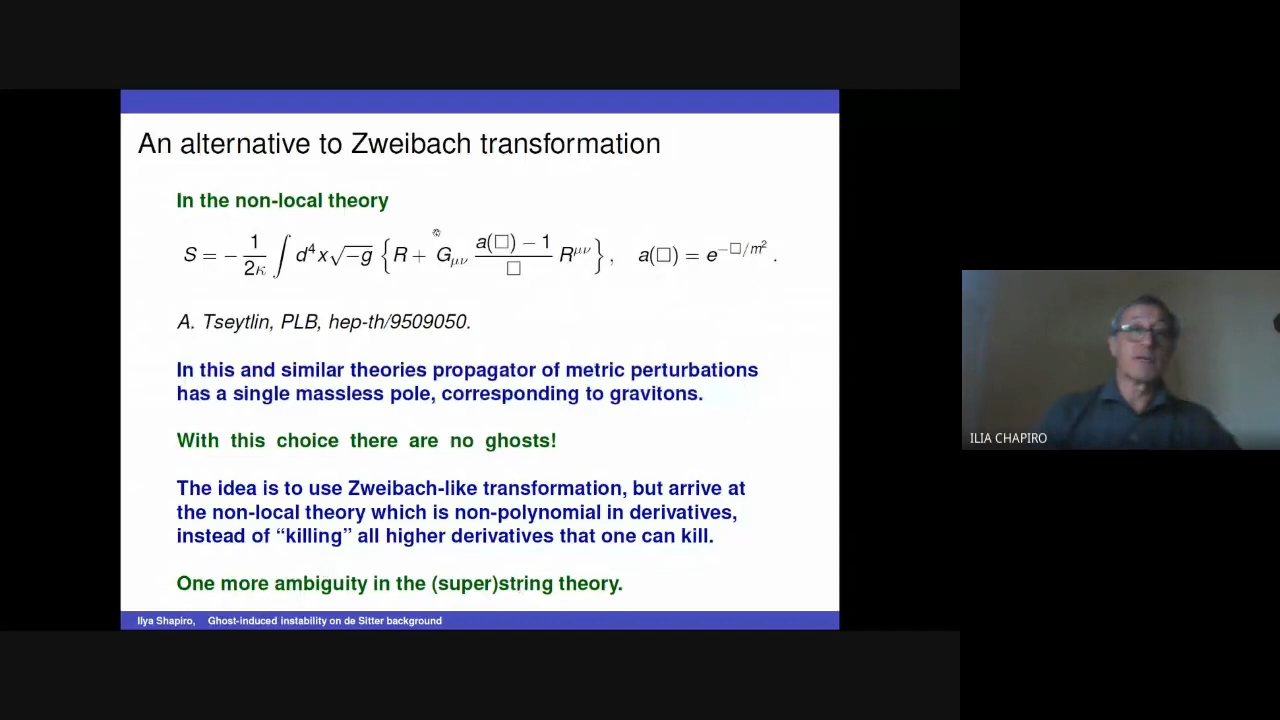 An alternative to Zweibach transformation
In the non-local theory
S = − 1/2κ ∫ d⁴x√−g { R + G_μν a(□) − 1/□ R^μν } , a(□) = e^−□/m² .
A. Tseytlin, PLB, hep-th/9509050.
In this and similar theories propagator of metric perturbations
has a single massless pole, corresponding to gravitons.
With this choice there are no ghosts!
The idea is to use Zweibach-like transformation, but arrive at
the non-local theory which is non-polynomial in derivatives,
instead of “killing” all higher derivatives that one can kill.
One more ambiguity in the (super)string theory.
Ilya Shapiro, Ghost-induced instability on de Sitter background
ILIA CHAPIRO